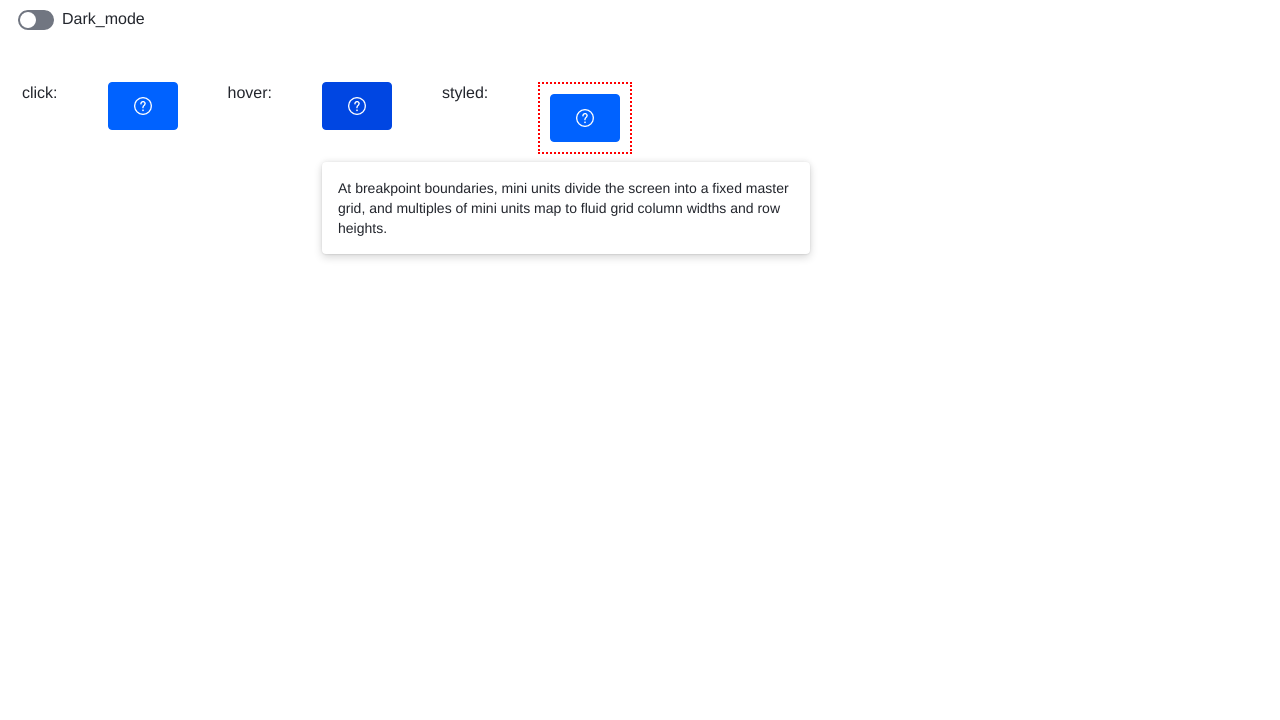 Dark_mode
click:
hover:
styled:
At breakpoint boundaries, mini units divide the screen into a fixed master
grid, and multiples of mini units map to fluid grid column widths and row
heights.